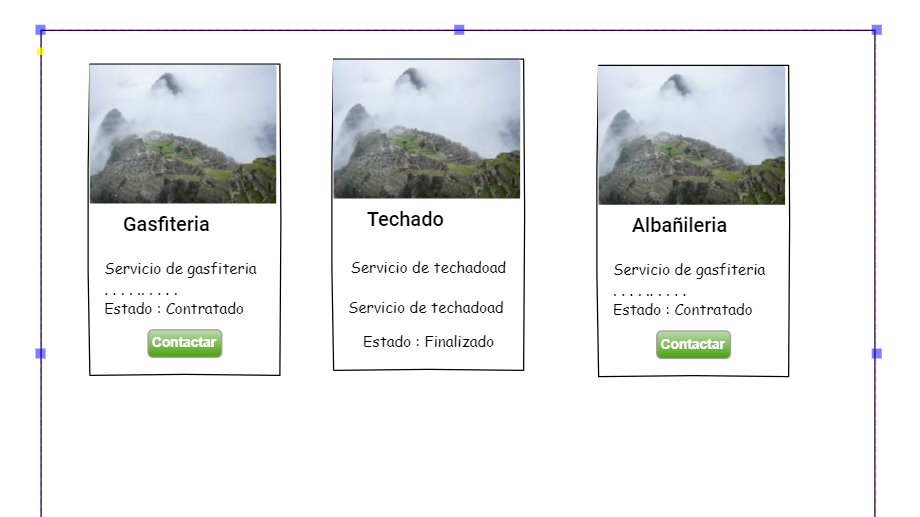 Gasfiteria
Servicio de gasfiteria
. . . . .. . . . .
Estado : Contratado
Contactar
Techado
Servicio de techadoad
Servicio de techadoad
Estado : Finalizado
Albañileria
Servicio de gasfiteria
. . . . .. . . . .
Estado : Contratado
Contactar